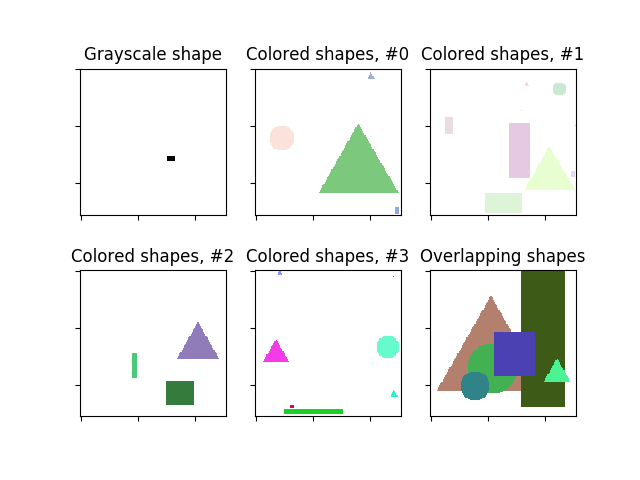 Grayscale shape
Colored shapes, #0
Colored shapes, #1
Colored shapes, #2
Colored shapes, #3
Overlapping shapes